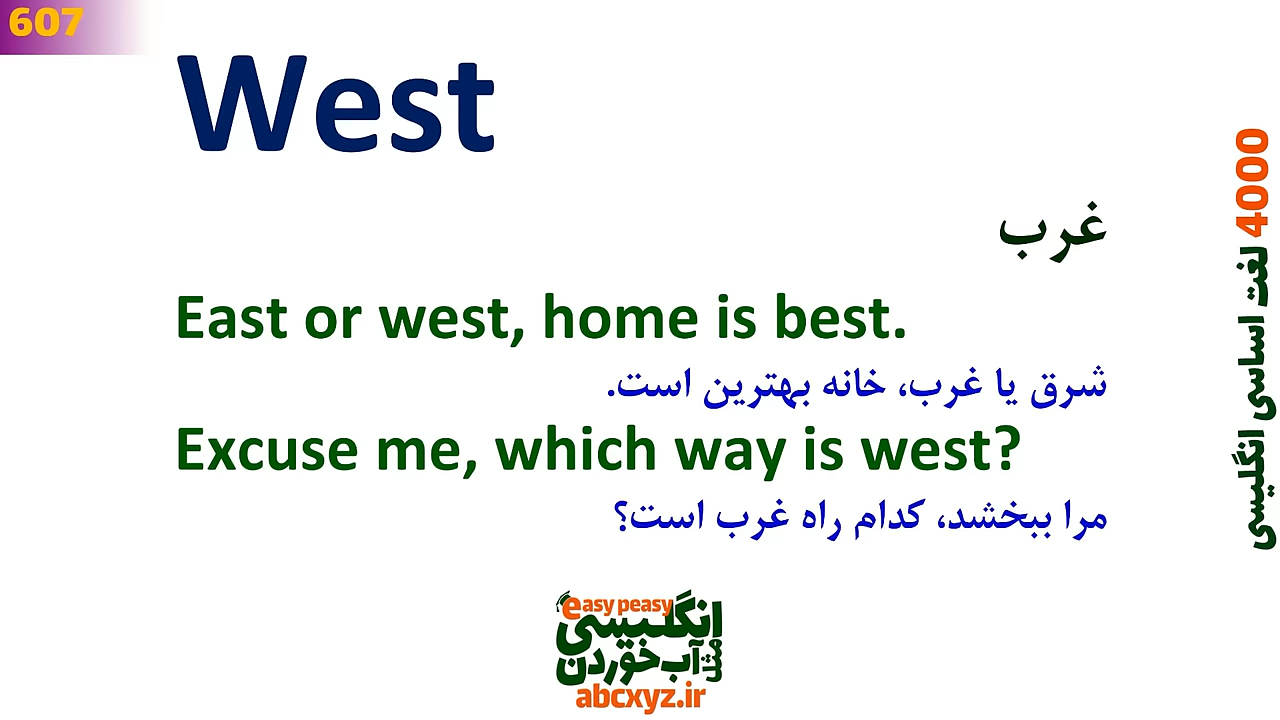 607
West
غرب
East or west, home is best.
شرق یا غرب، خانه بهترین است.
Excuse me, which way is west?
مرا ببخشد، کدام راه غرب است؟
4000 لغت اساسی انگلیسی
easy peasy
انگلیسی
مثل آب خوردن
abcxyz.ir